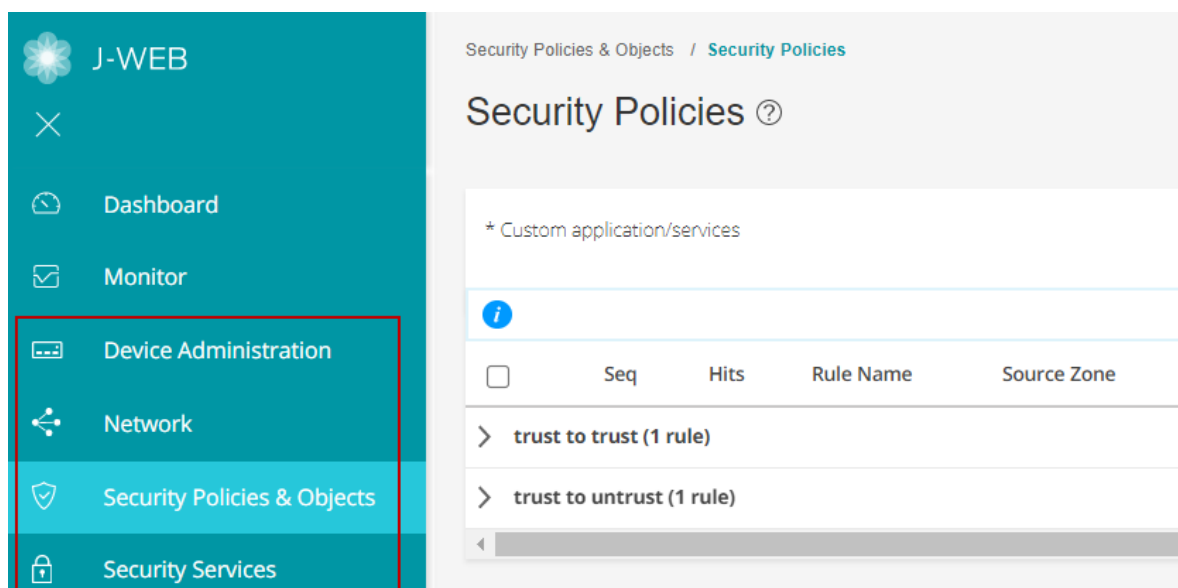 J-WEB
Dashboard
Monitor
Device Administration
Network
Security Policies & Objects
Security Services
Security Policies & Objects / Security Policies
Security Policies ?
* Custom application/services
i
Seq Hits Rule Name Source Zone
trust to trust (1 rule)
trust to untrust (1 rule)